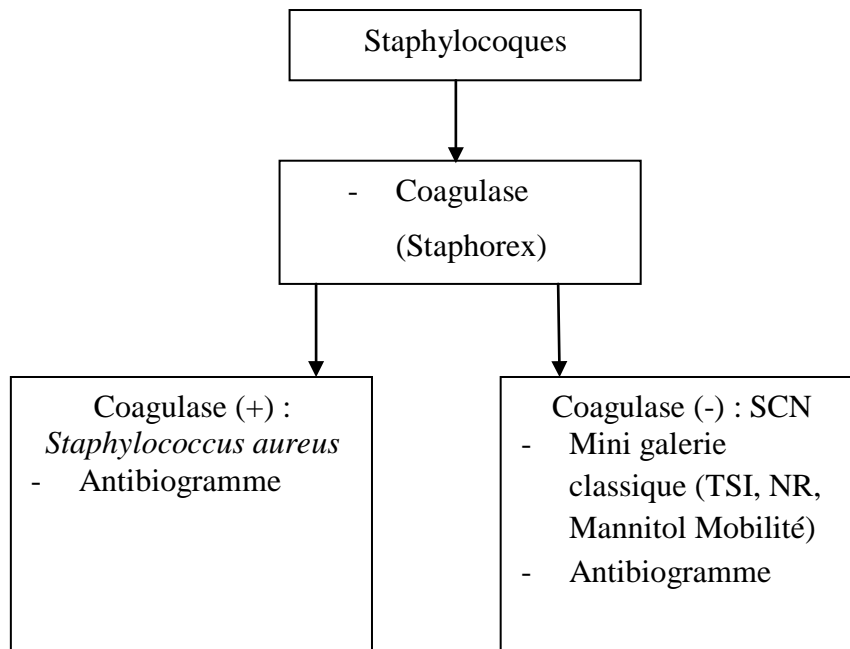 Staphylocoques
- Coagulase
(Staphorex)
Coagulase (+) :
Staphylococcus aureus
- Antibiogramme
Coagulase (-) : SCN
- Mini galerie
classique (TSI, NR,
Mannitol Mobilité)
- Antibiogramme